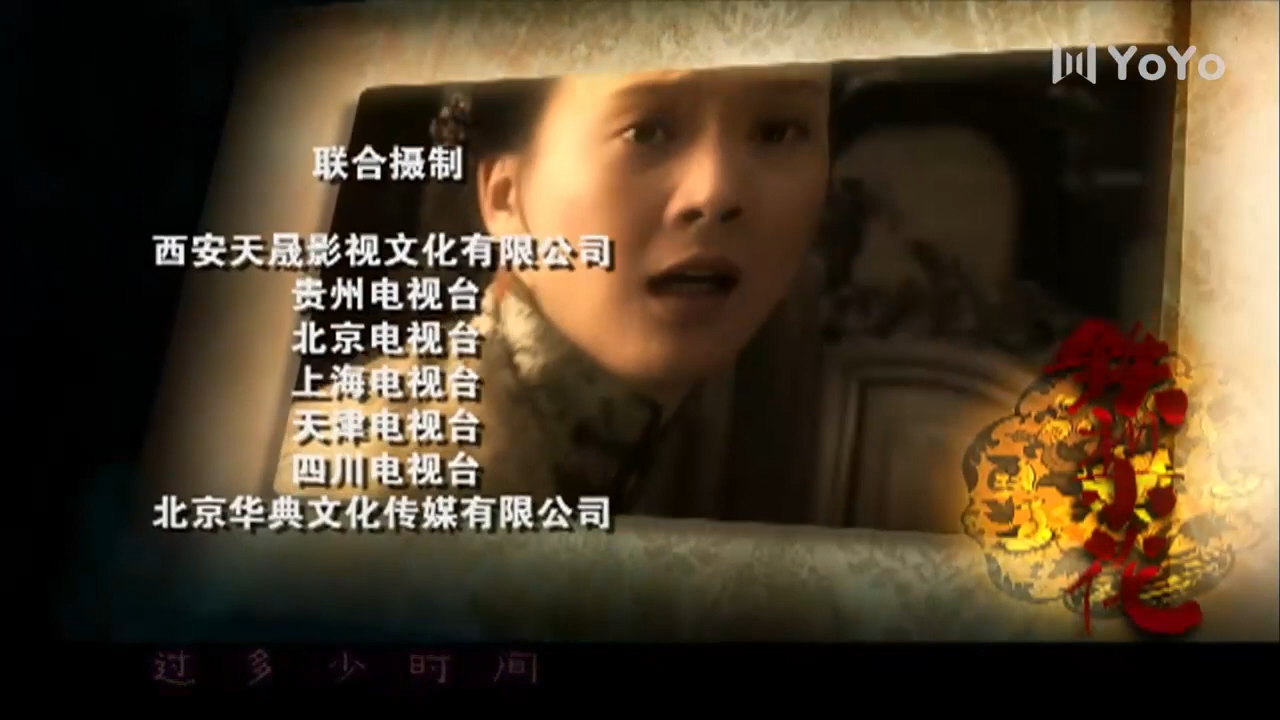 YoYo
联合摄制
西安天晟影视文化有限公司
贵州电视台
北京电视台
上海电视台
天津电视台
四川电视台
北京华典文化传媒有限公司
过多少时间